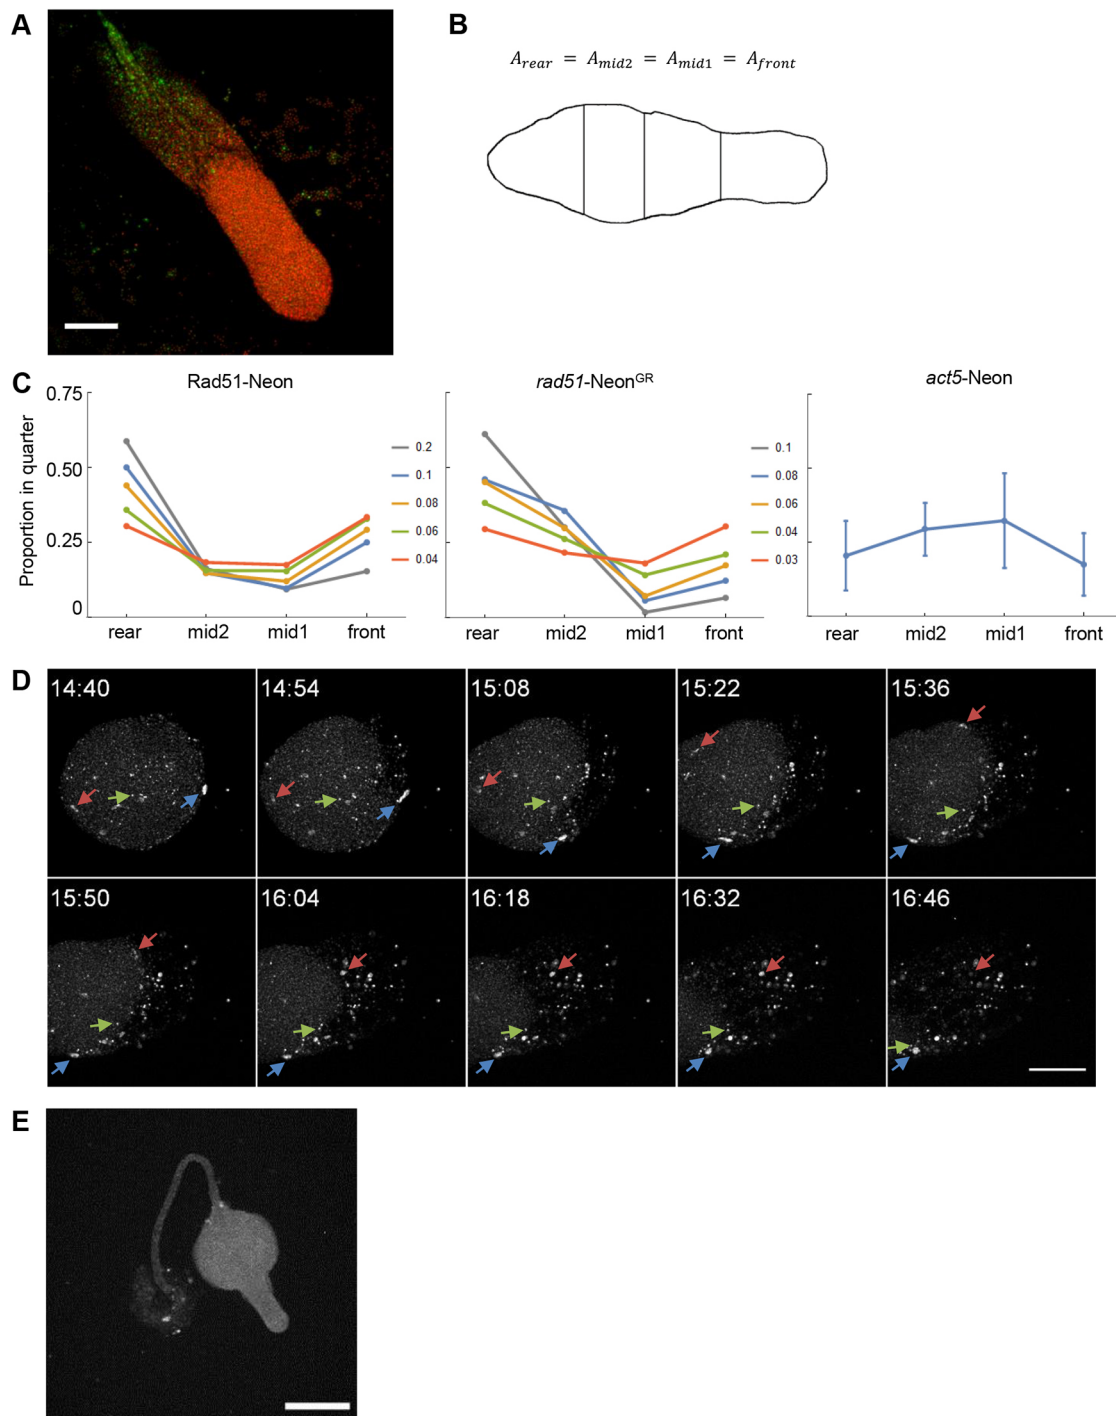 A
B
A_rear = A_mid2 = A_mid1 = A_front
C
Rad51-Neon
rad51-Neon^GR
act5-Neon
Proportion in quarter
0.75
0.50
0.25
0
0.2
0.1
0.08
0.06
0.04
0.1
0.08
0.06
0.04
0.03
rear mid2 mid1 front
rear mid2 mid1 front
rear mid2 mid1 front
D
14:40 14:54 15:08 15:22 15:36
15:50 16:04 16:18 16:32 16:46
E